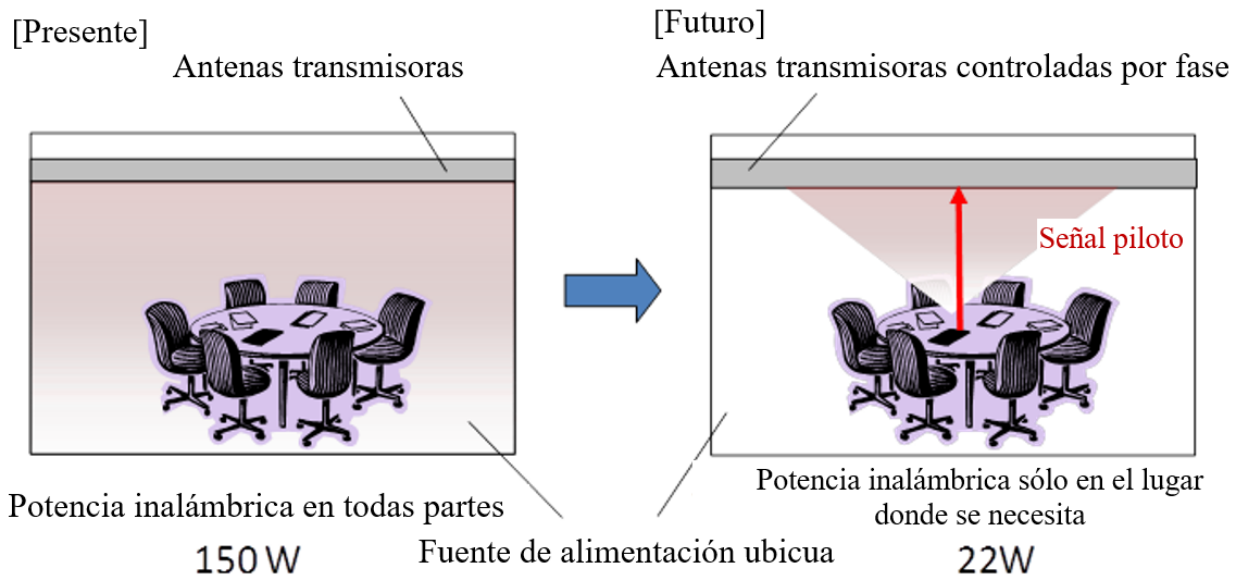 [Presente]
Antenas transmisoras
Potencia inalámbrica en todas partes
150 W
[Futuro]
Antenas transmisoras controladas por fase
Señal piloto
Potencia inalámbrica sólo en el lugar
donde se necesita
22W
Fuente de alimentación ubicua